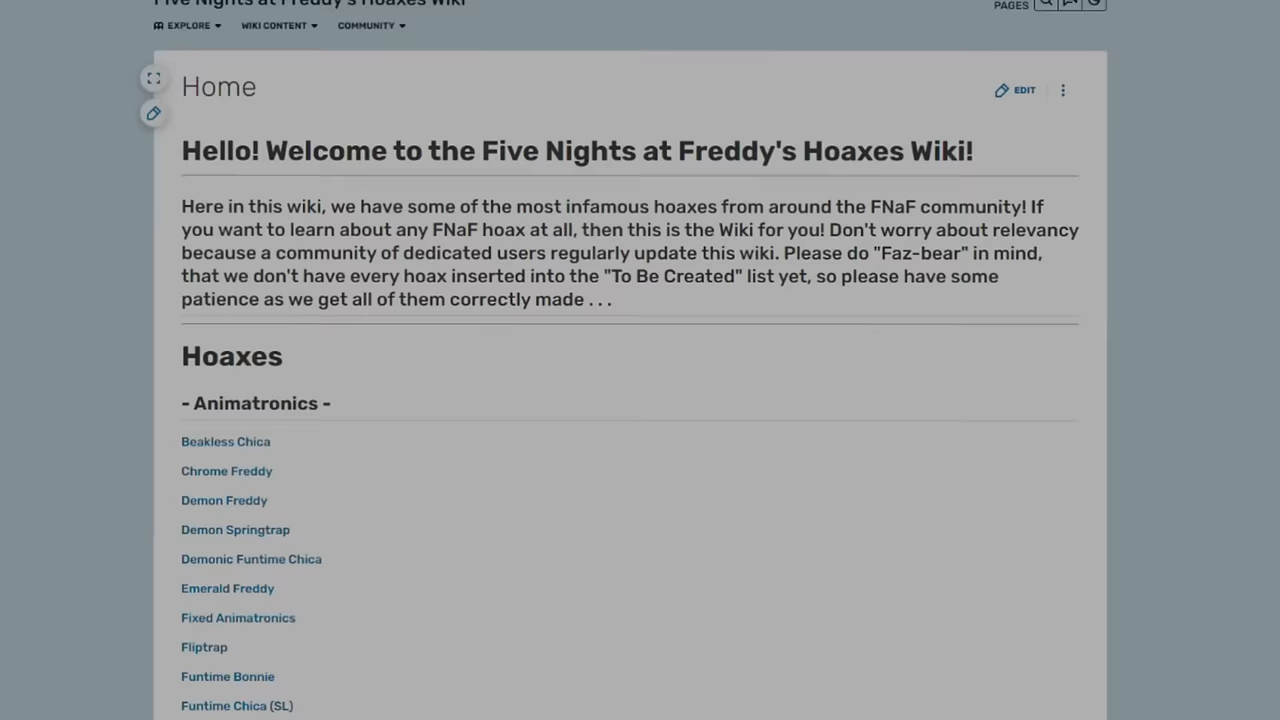 Five Nights at Freddy's Hoaxes Wiki
PAGES
EXPLORE
WIKI CONTENT
COMMUNITY
Home
EDIT
Hello! Welcome to the Five Nights at Freddy's Hoaxes Wiki!
Here in this wiki, we have some of the most infamous hoaxes from around the FNaF community! If
you want to learn about any FNaF hoax at all, then this is the Wiki for you! Don't worry about relevancy
because a community of dedicated users regularly update this wiki. Please do "Faz-bear" in mind,
that we don't have every hoax inserted into the "To Be Created" list yet, so please have some
patience as we get all of them correctly made . . .
Hoaxes
- Animatronics -
Beakless Chica
Chrome Freddy
Demon Freddy
Demon Springtrap
Demonic Funtime Chica
Emerald Freddy
Fixed Animatronics
Fliptrap
Funtime Bonnie
Funtime Chica (SL)